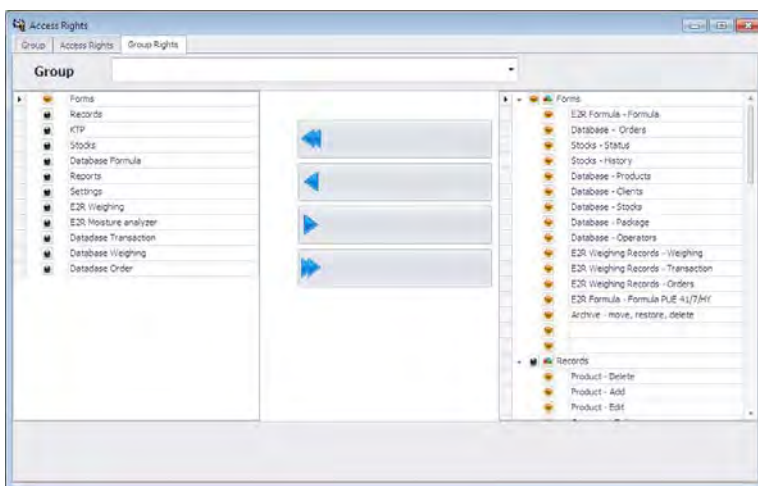 Access Rights
Group Access Rights Group Rights
Group
Forms
Records
KTP
Stocks
Database Formula
Reports
Settings
E2R Weighing
E2R Moisture analyzer
Datadase Transaction
Database Weighing
Datadase Order
Forms
E2R Formula - Formula
Database - Orders
Stocks - Status
Stocks - History
Database - Products
Database - Clients
Database - Stocks
Database - Package
Database - Operators
E2R Weighing Records - Weighing
E2R Weighing Records - Transaction
E2R Weighing Records - Orders
E2R Formula - Formula PUE 41/7/HY
Archive - move, restore, delete
Records
Product - Delete
Product - Add
Product - Edit